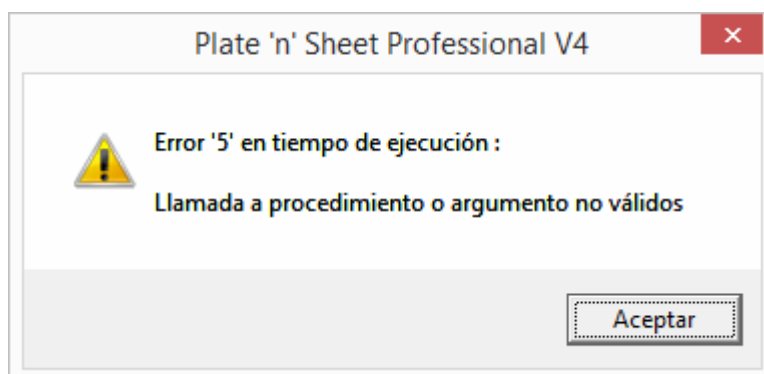 Plate 'n' Sheet Professional V4
Error '5' en tiempo de ejecución :
Llamada a procedimiento o argumento no válidos
Aceptar